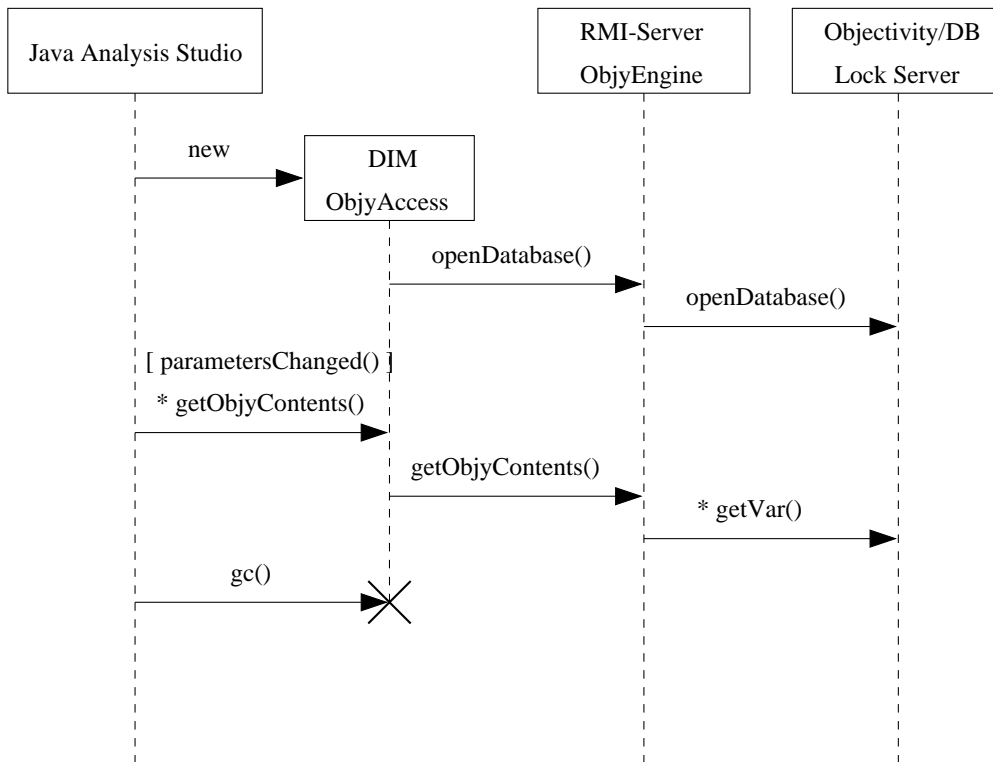 Java Analysis Studio
RMI-Server
ObjyEngine
Objectivity/DB
Lock Server
new
DIM
ObjyAccess
openDatabase()
openDatabase()
[ parametersChanged() ]
* getObjyContents()
getObjyContents()
* getVar()
gc()